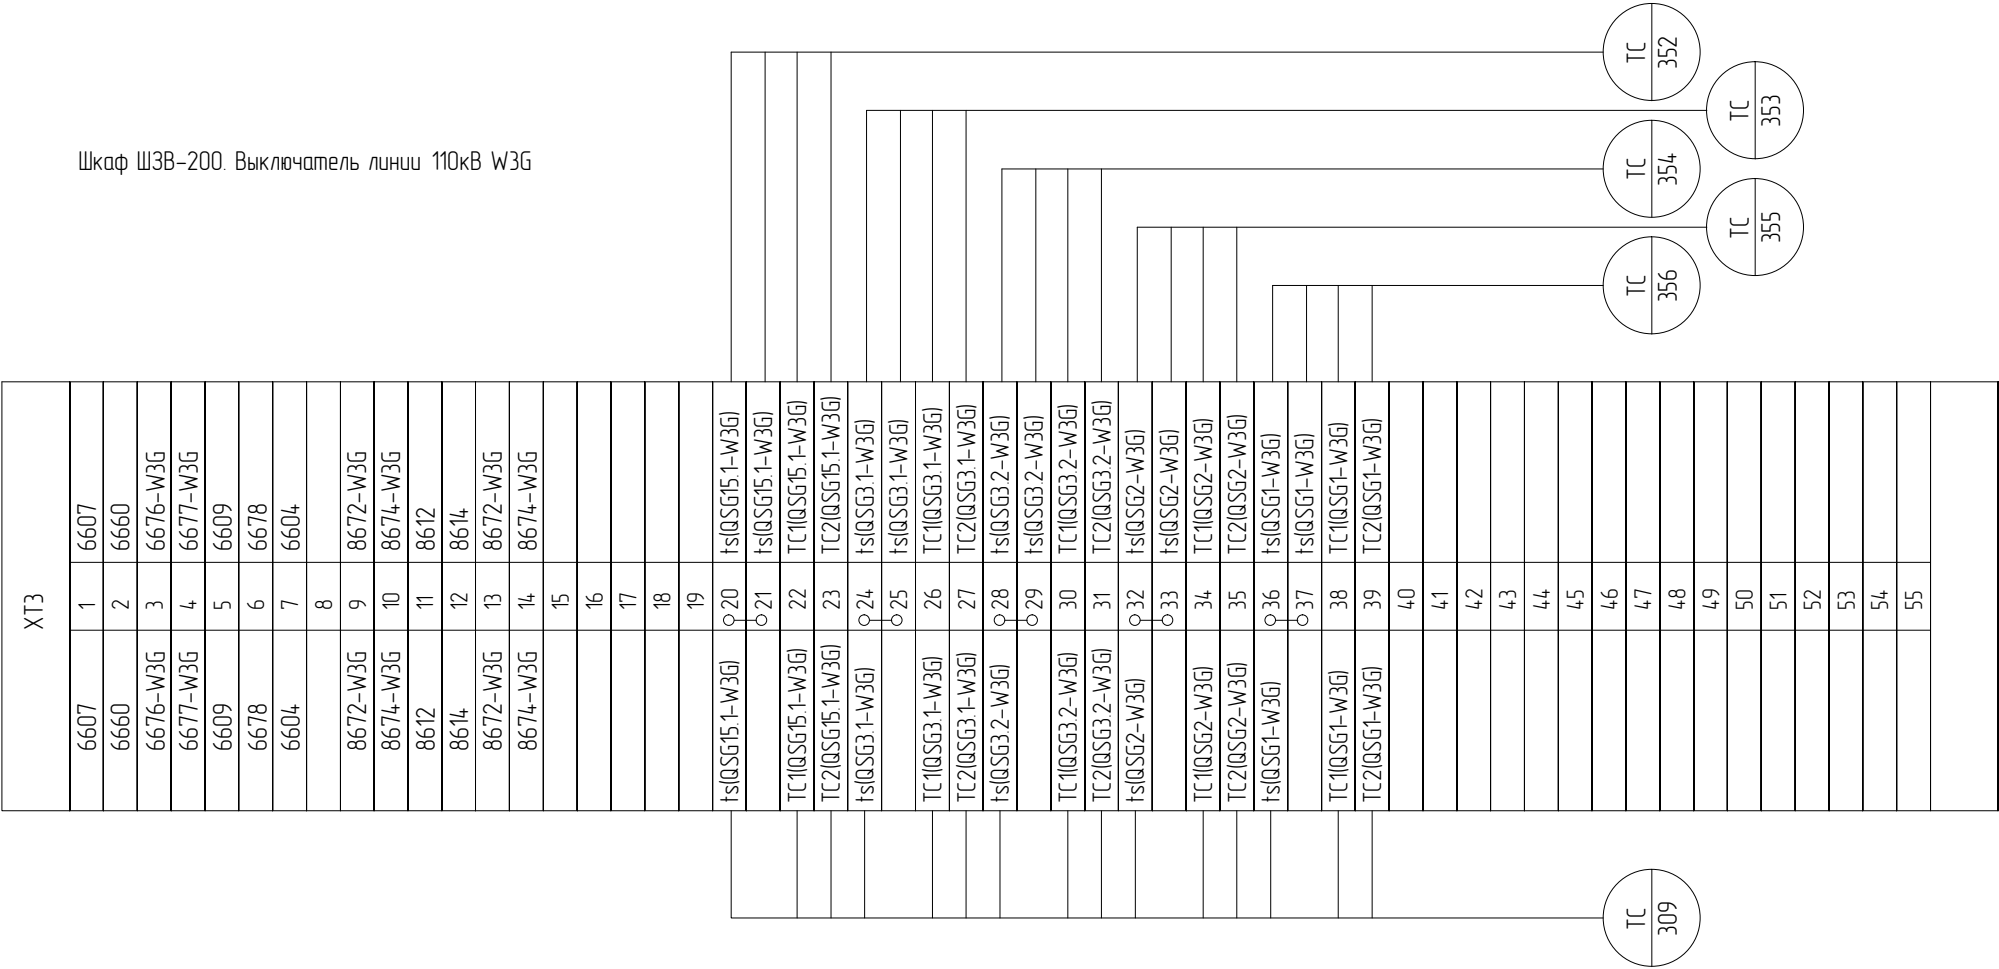 Шкаф ШЗВ-200. Выключатель линии 110кВ W3G
ТС 352
ТС 353
ТС 354
ТС 355
ТС 356
ХТ3
6607 1 6607
6660 2 6660
6676-W3G 3 6676-W3G
6677-W3G 4 6677-W3G
6609 5 6609
6678 6 6678
6604 7 6604
8
8672-W3G 9 8672-W3G
8674-W3G 10 8674-W3G
8612 11 8612
8614 12 8614
8672-W3G 13 8672-W3G
8674-W3G 14 8674-W3G
15
16
17
18
19
ts(QSG15.1-W3G) 20 ts(QSG15.1-W3G)
21 ts(QSG15.1-W3G)
TC1(QSG15.1-W3G) 22 TC1(QSG15.1-W3G)
TC2(QSG15.1-W3G) 23 TC2(QSG15.1-W3G)
ts(QSG3.1-W3G) 24 ts(QSG3.1-W3G)
25 ts(QSG3.1-W3G)
TC1(QSG3.1-W3G) 26 TC1(QSG3.1-W3G)
TC2(QSG3.1-W3G) 27 TC2(QSG3.1-W3G)
ts(QSG3.2-W3G) 28 ts(QSG3.2-W3G)
29 ts(QSG3.2-W3G)
TC1(QSG3.2-W3G) 30 TC1(QSG3.2-W3G)
TC2(QSG3.2-W3G) 31 TC2(QSG3.2-W3G)
ts(QSG2-W3G) 32 ts(QSG2-W3G)
33 ts(QSG2-W3G)
TC1(QSG2-W3G) 34 TC1(QSG2-W3G)
TC2(QSG2-W3G) 35 TC2(QSG2-W3G)
ts(QSG1-W3G) 36 ts(QSG1-W3G)
37 ts(QSG1-W3G)
TC1(QSG1-W3G) 38 TC1(QSG1-W3G)
TC2(QSG1-W3G) 39 TC2(QSG1-W3G)
40
41
42
43
44
45
46
47
48
49
50
51
52
53
54
55
ТС 309